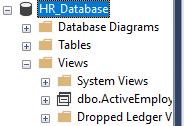 HR_Database
Database Diagrams
Tables
Views
System Views
dbo.ActiveEmploy
Dropped Ledger V